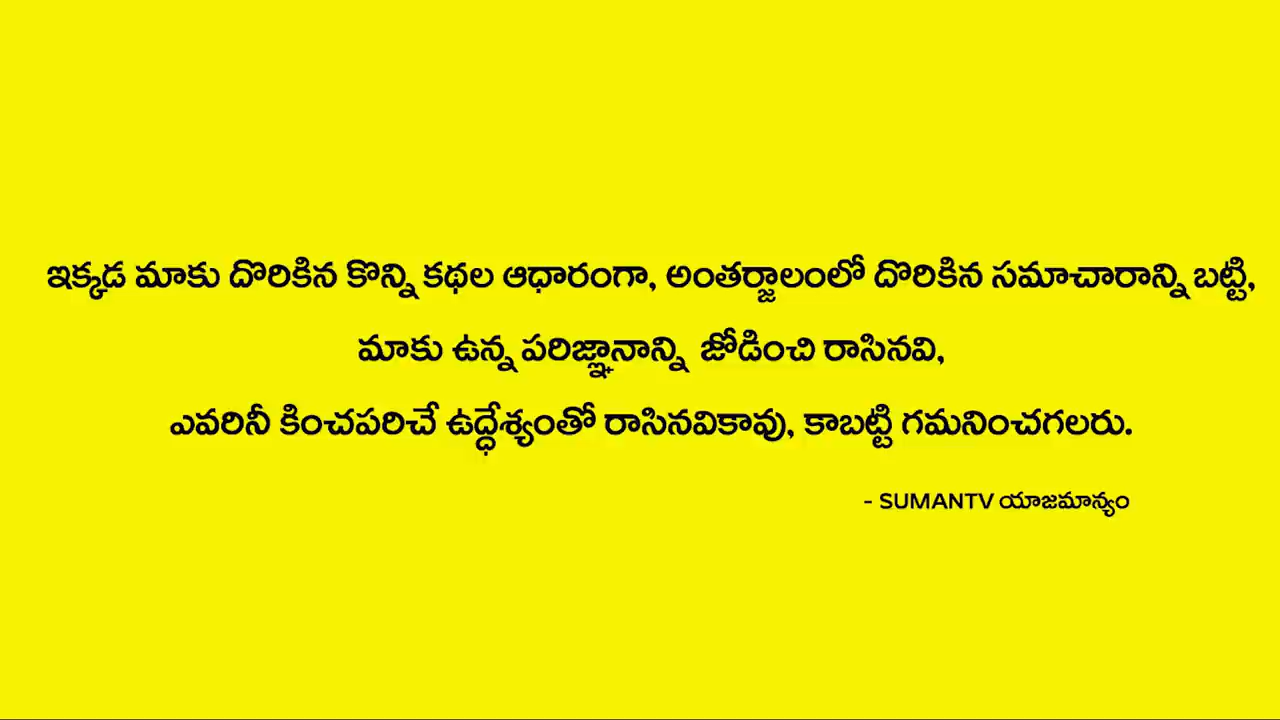 ఇక్కడ మాకు దొరికిన కొన్ని కథల ఆధారంగా, అంతర్జాలంలో దొరికిన సమాచారాన్ని బట్టి,
మాకు ఉన్న పరిజ్ఞానాన్ని జోడించి రాసినవి,
ఎవరినీ కించపరిచే ఉద్ధేశ్యంతో రాసినవికావు, కాబట్టి గమనించగలరు.
- SUMANTV యాజమాన్యం